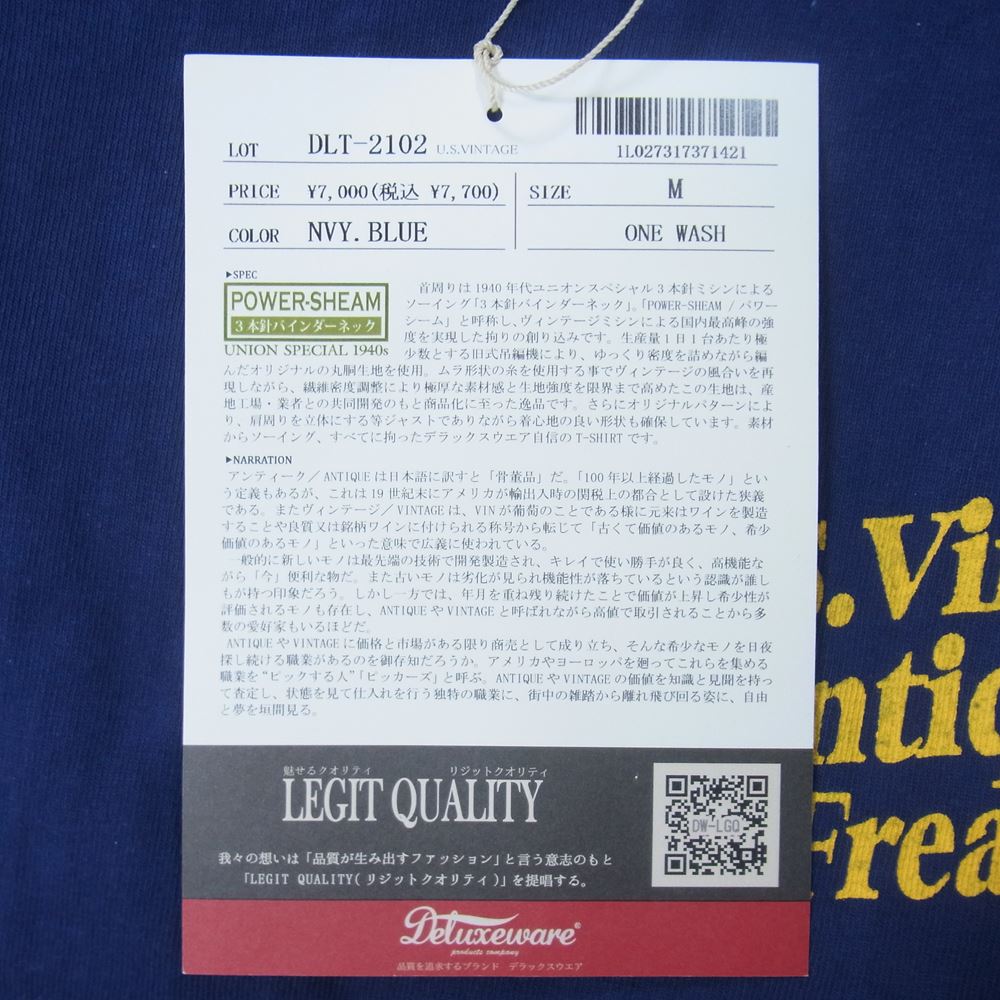 LOT DLT-2102 U.S.VINTAGE
1L027317371421
PRICE ¥7,000(税込 ¥7,700)
SIZE M
COLOR NVY.BLUE
ONE WASH
▶SPEC
POWER-SHEAM
3本針バインダーネック
UNION SPECIAL 1940s
首周りは1940年代ユニオンスペシャル3本針ミシンによる
ソーイング「3本針バインダーネック」。「POWER-SHEAM / パワー
シーム」と呼称し、ヴィンテージミシンによる国内最高峰の強
度を実現した拘りの創り込みです。生産量1日1台あたり極
少数とする旧式吊編機により、ゆっくり密度を詰めながら編
んだオリジナルの丸胴生地を使用。ムラ形状の糸を使用する事でヴィンテージの風合いを再
現しながら、繊維密度調整により極厚な素材感と生地強度を限界まで高めたこの生地は、産
地工場・業者との共同開発のもと商品化に至った逸品です。さらにオリジナルパターンによ
り、肩周りを立体にする等ジャストでありながら着心地の良い形状も確保しています。素材
からソーイング、すべてに拘ったデラックスウエア自信のT-SHIRTです。
▶NARRATION
アンティーク／ANTIQUEは日本語に訳すと「骨董品」だ。「100年以上経過したモノ」とい
う定義もあるが、これは19世紀末にアメリカが輸出入時の関税上の都合として設けた狭義
である。またヴィンテージ／VINTAGEは、VINが葡萄のことである様に元来はワインを製造
することや良質又は銘柄ワインに付けられる称号から転じて「古くて価値のあるモノ、希少
価値のあるモノ」といった意味で広義に使われている。
一般的に新しいモノは最先端の技術で開発製造され、キレイで使い勝手が良く、高機能な
がら「今」便利な物だ。また古いモノは劣化が見られ機能性が落ちているという認識が誰し
もが持つ印象だろう。しかし一方では、年月を重ね残り続けたことで価値が上昇し希少性が
評価されるモノも存在し、ANTIQUEやVINTAGEと呼ばれながら高値で取引されることから多
数の愛好家もいるほどだ。
ANTIQUEやVINTAGEに価格と市場がある限り商売として成り立ち、そんな希少なモノを日夜
探し続ける職業があるのを御存知だろうか。アメリカやヨーロッパを廻ってこれらを集める
職業を“ピックする人”「ピッカーズ」と呼ぶ。ANTIQUEやVINTAGEの価値を知識と見聞を持っ
て査定し、状態を見て仕入れを行う独特の職業に、街中の雑踏から離れ飛び回る姿に、自由
と夢を垣間見る。
魅せるクオリティ リジットクオリティ
LEGIT QUALITY
DW-LGQ
我々の想いは「品質が生み出すファッション」と言う意志のもと
「LEGIT QUALITY(リジットクオリティ)」を提唱する。
Deluxeware®
products company
品質を追求するブランド デラックスウエア
S.Vin
ntiq
Frea